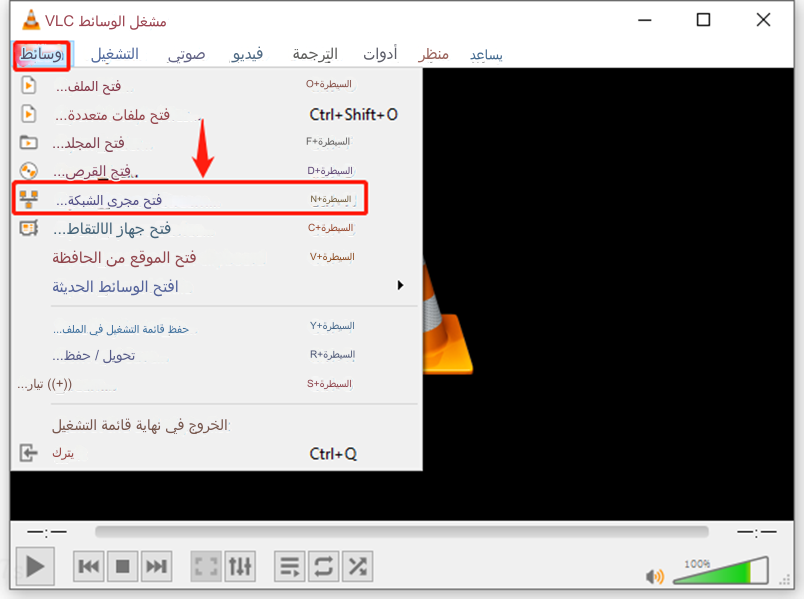 مشغل الوسائط VLC
وسائط التشغيل صوتي فيديو الترجمة أدوات منظر يساعد
فتح الملف... السيطرة+O
فتح ملفات متعددة... Ctrl+Shift+O
فتح المجلد... السيطرة+F
فتح القرص... السيطرة+D
فتح مجرى الشبكة... السيطرة+N
فتح جهاز الالتقاط... السيطرة+C
فتح الموقع من الحافظة السيطرة+V
افتح الوسائط الحديثة
حفظ قائمة التشغيل في الملف... السيطرة+Y
تحويل / حفظ... السيطرة+R
((+)) تيار... السيطرة+S
الخروج في نهاية قائمة التشغيل
يترك Ctrl+Q
--:-- --:--
100%